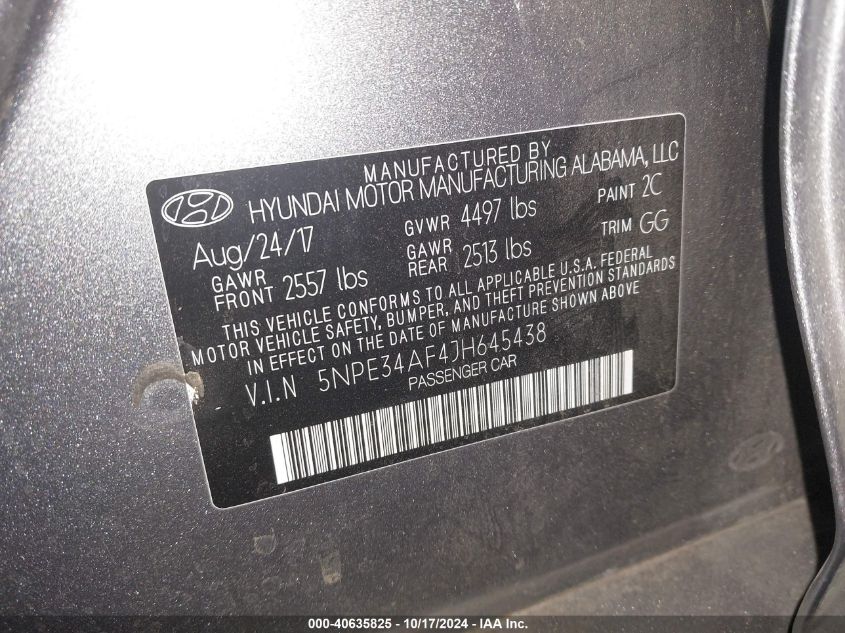 MANUFACTURED BY
HYUNDAI MOTOR MANUFACTURING ALABAMA, LLC
Aug/24/17 GVWR 4497 lbs PAINT 2C
GAWR FRONT 2557 lbs GAWR REAR 2513 lbs TRIM GG
THIS VEHICLE CONFORMS TO ALL APPLICABLE U.S.A. FEDERAL
MOTOR VEHICLE SAFETY, BUMPER, AND THEFT PREVENTION STANDARDS
IN EFFECT ON THE DATE OF MANUFACTURE SHOWN ABOVE
V.I.N 5NPE34AF4JH645438
PASSENGER CAR
000-40635825 - 10/17/2024 - IAA Inc.